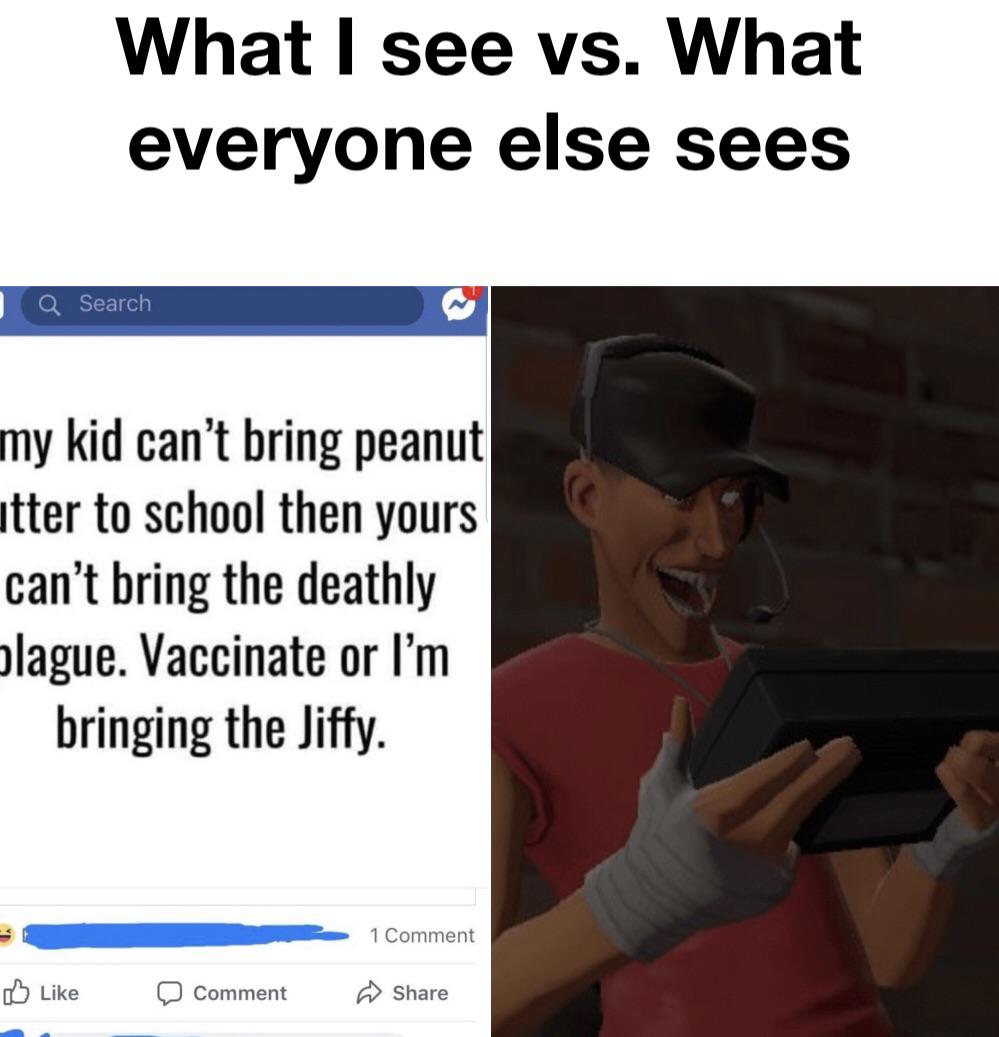 What I see vs. What
everyone else sees
Search
1
my kid can't bring peanut
utter to school then yours
can't bring the deathly
plague. Vaccinate or I'm
bringing the Jiffy.
1 Comment
Like Comment Share